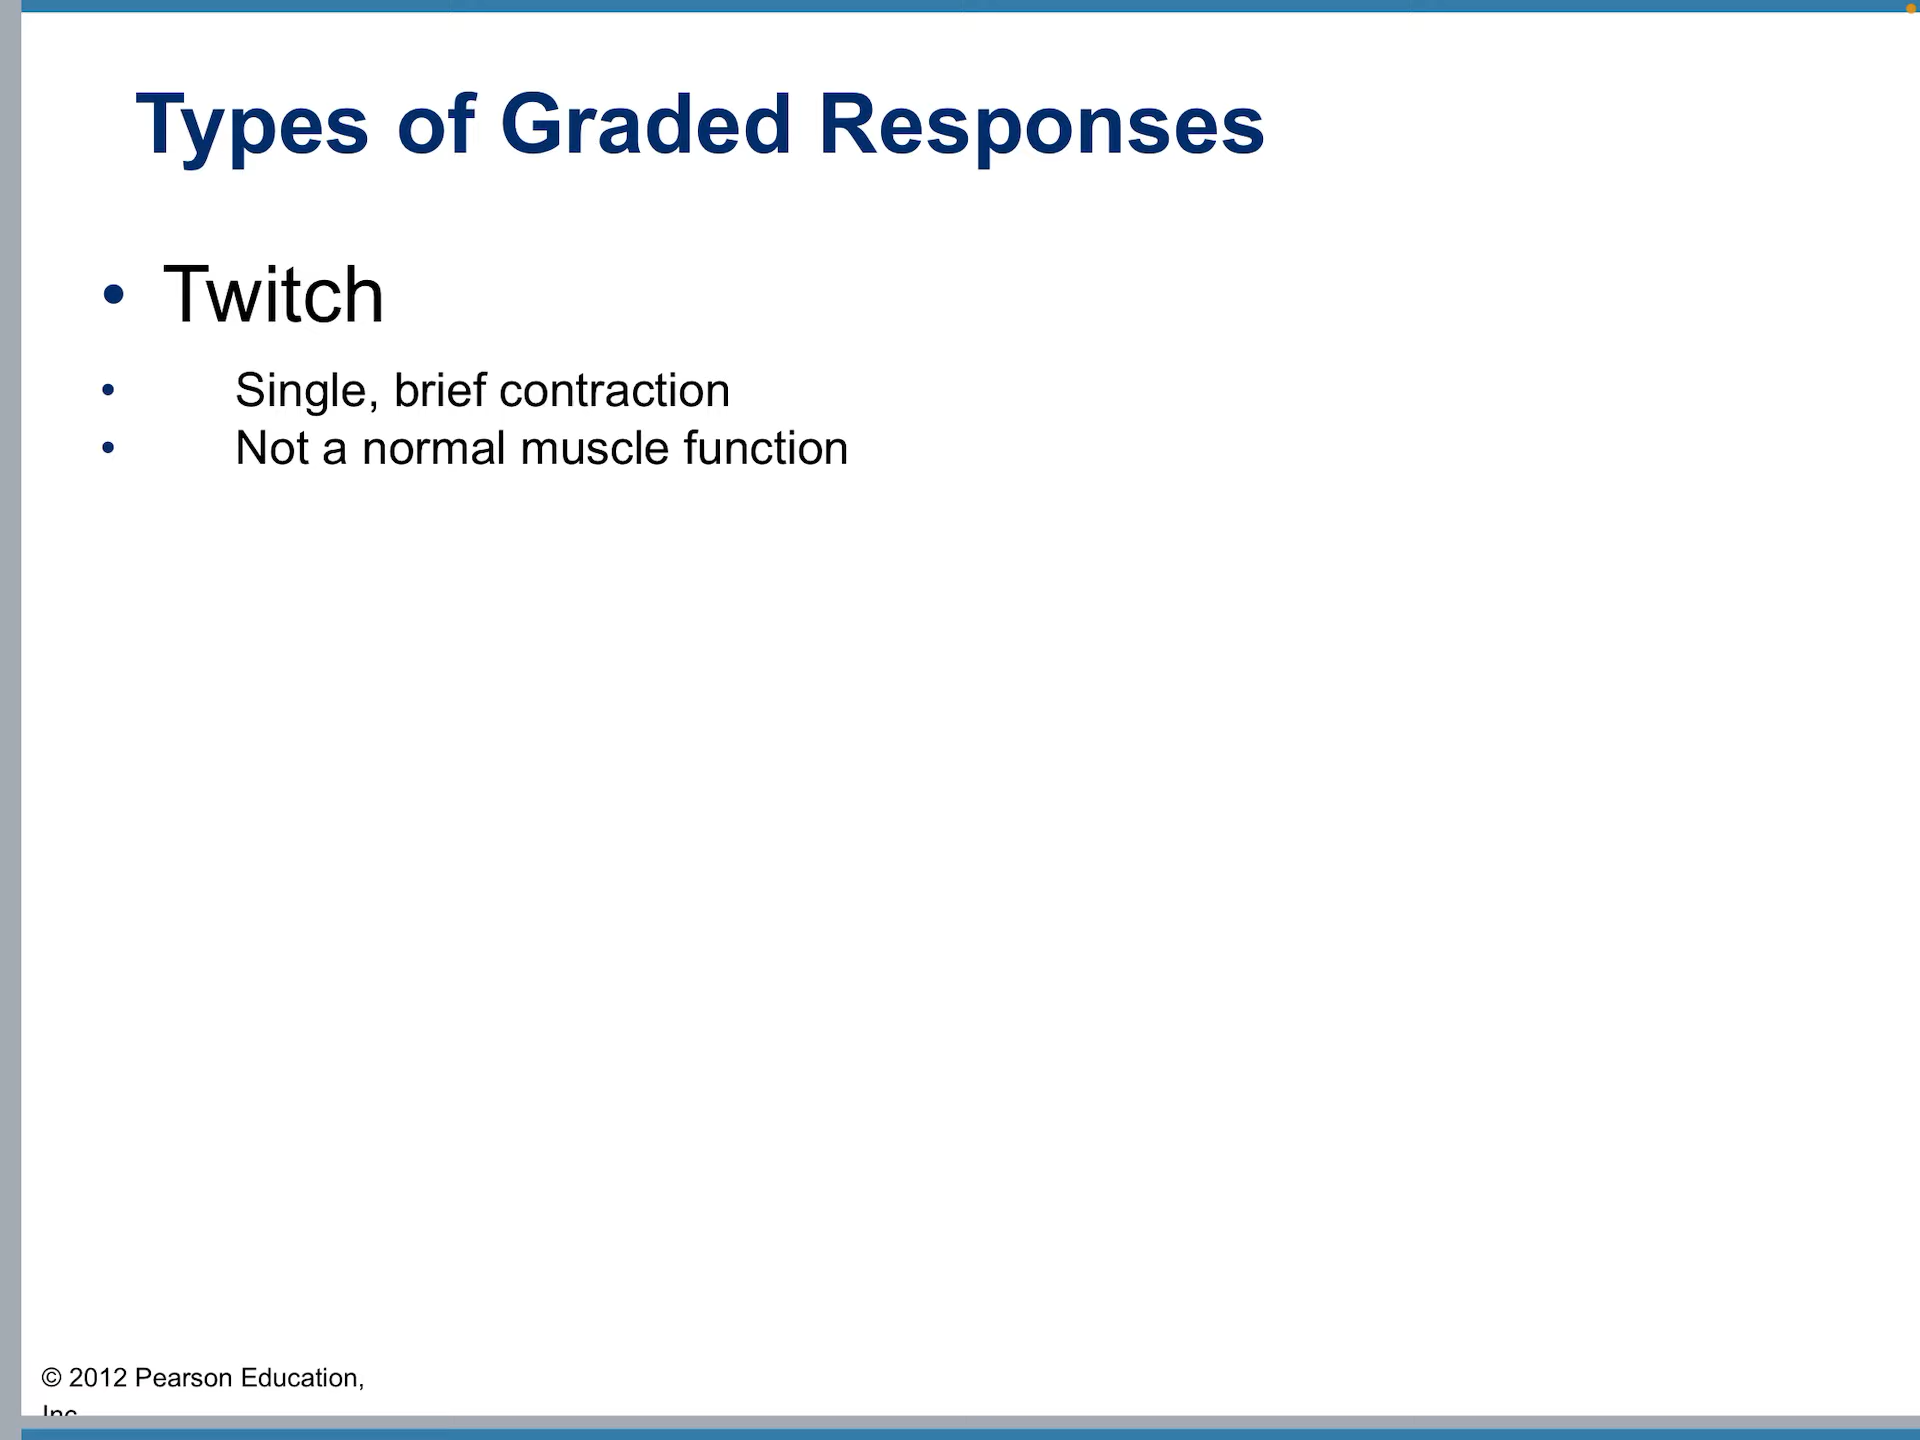 Types of Graded Responses
• Twitch
• Single, brief contraction
• Not a normal muscle function
© 2012 Pearson Education,
Inc.